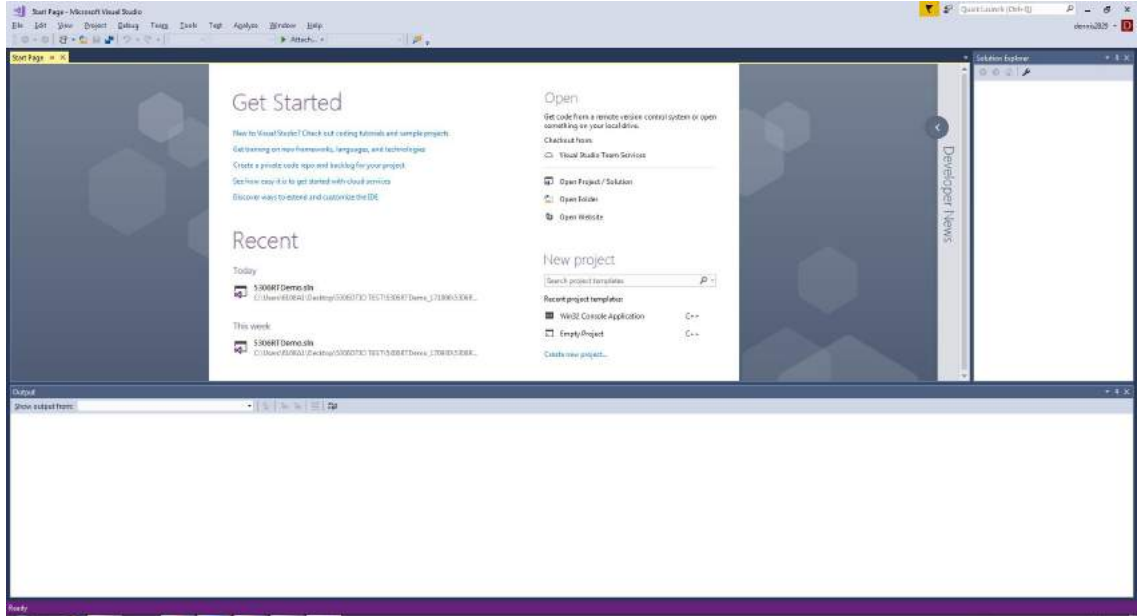 Start Page - Microsoft Visual Studio
Quick Launch (Ctrl+Q)
File Edit View Project Debug Team Tools Test Analyze Window Help
dennis2829
D
Attach...
Start Page
Solution Explorer
Get Started
New to Visual Studio? Check out coding tutorials and sample projects
Get training on new frameworks, languages, and technologies
Create a private code repo and backlog for your project
See how easy it is to get started with cloud services
Discover ways to extend and customize the IDE
Recent
Today
5306RTDemo.sln
This week
5306RTDemo.sln
Open
Get code from a remote version control system or open
something on your local drive.
Checkout from:
Visual Studio Team Services
Open Project / Solution
Open Folder
Open Website
New project
Search project templates
Recent project templates:
Win32 Console Application C++
Empty Project C++
Create new project...
Developer News
Output
Show output from:
Ready